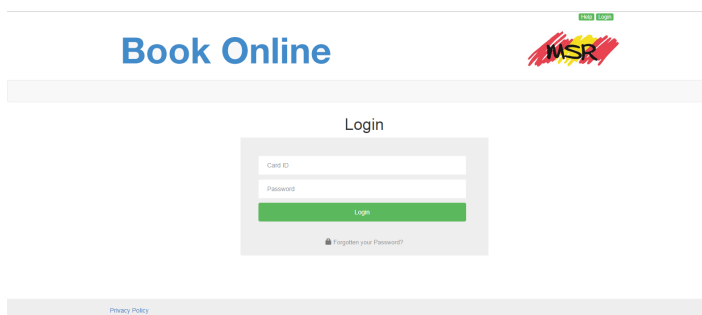 Help Login
Book Online
MSR
Login
Card ID
Password
Login
Forgotten your Password?
Privacy Policy